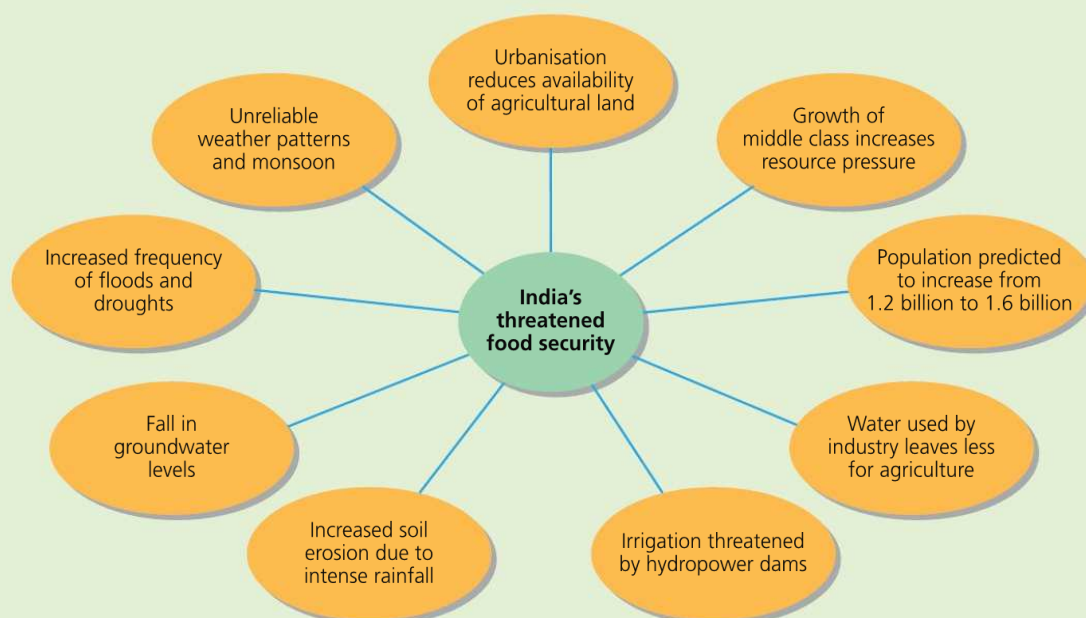 Urbanisation
reduces availability
of agricultural land
Growth of
middle class increases
resource pressure
Population predicted
to increase from
1.2 billion to 1.6 billion
Water used by
industry leaves less
for agriculture
Irrigation threatened
by hydropower dams
Increased soil
erosion due to
intense rainfall
Fall in
groundwater
levels
Increased frequency
of floods and
droughts
Unreliable
weather patterns
and monsoon
India's
threatened
food security